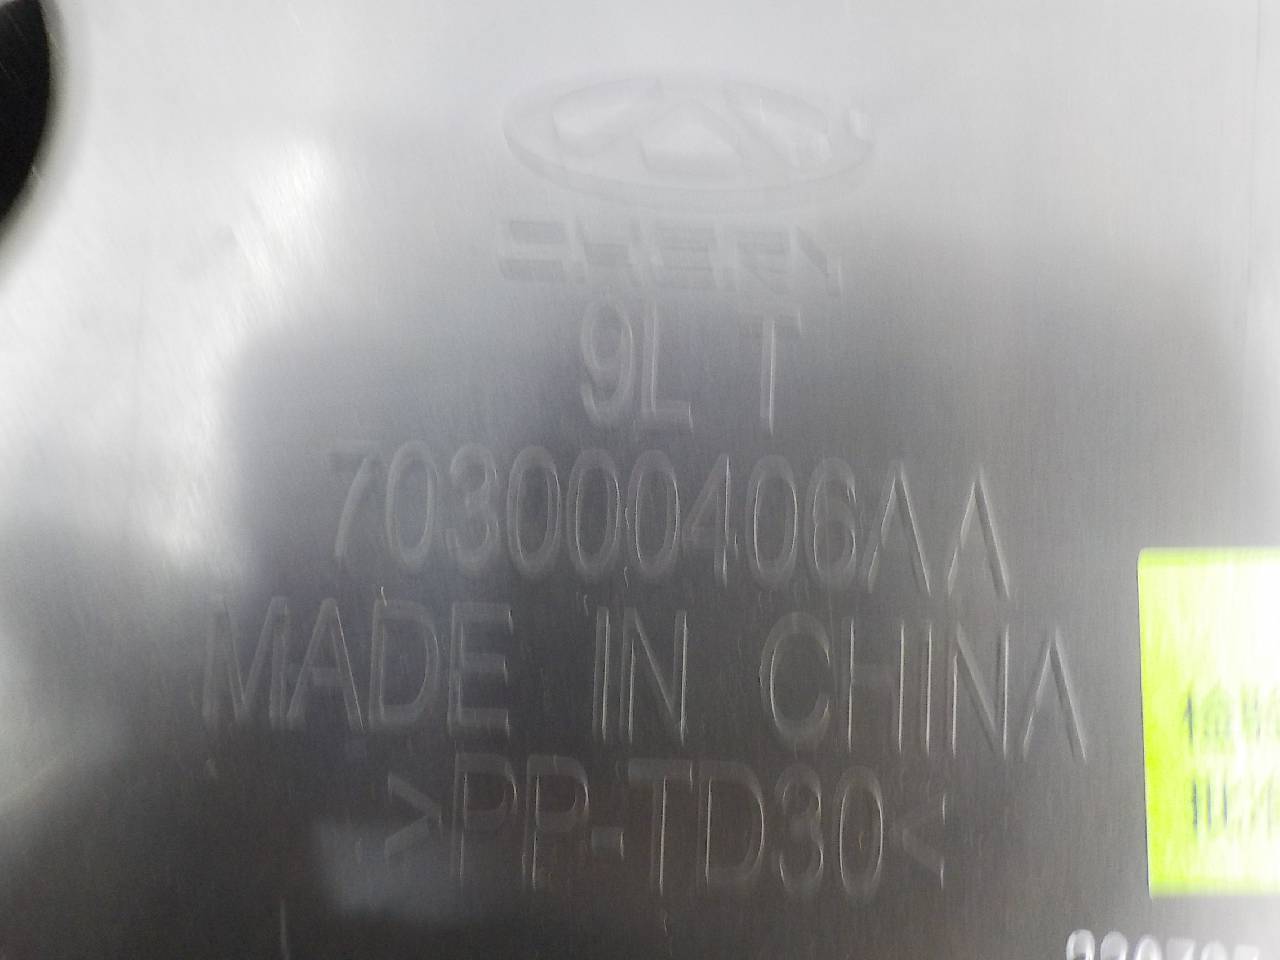 CHERY
9L T
703000406AA
MADE IN CHINA
>PP-TD30<